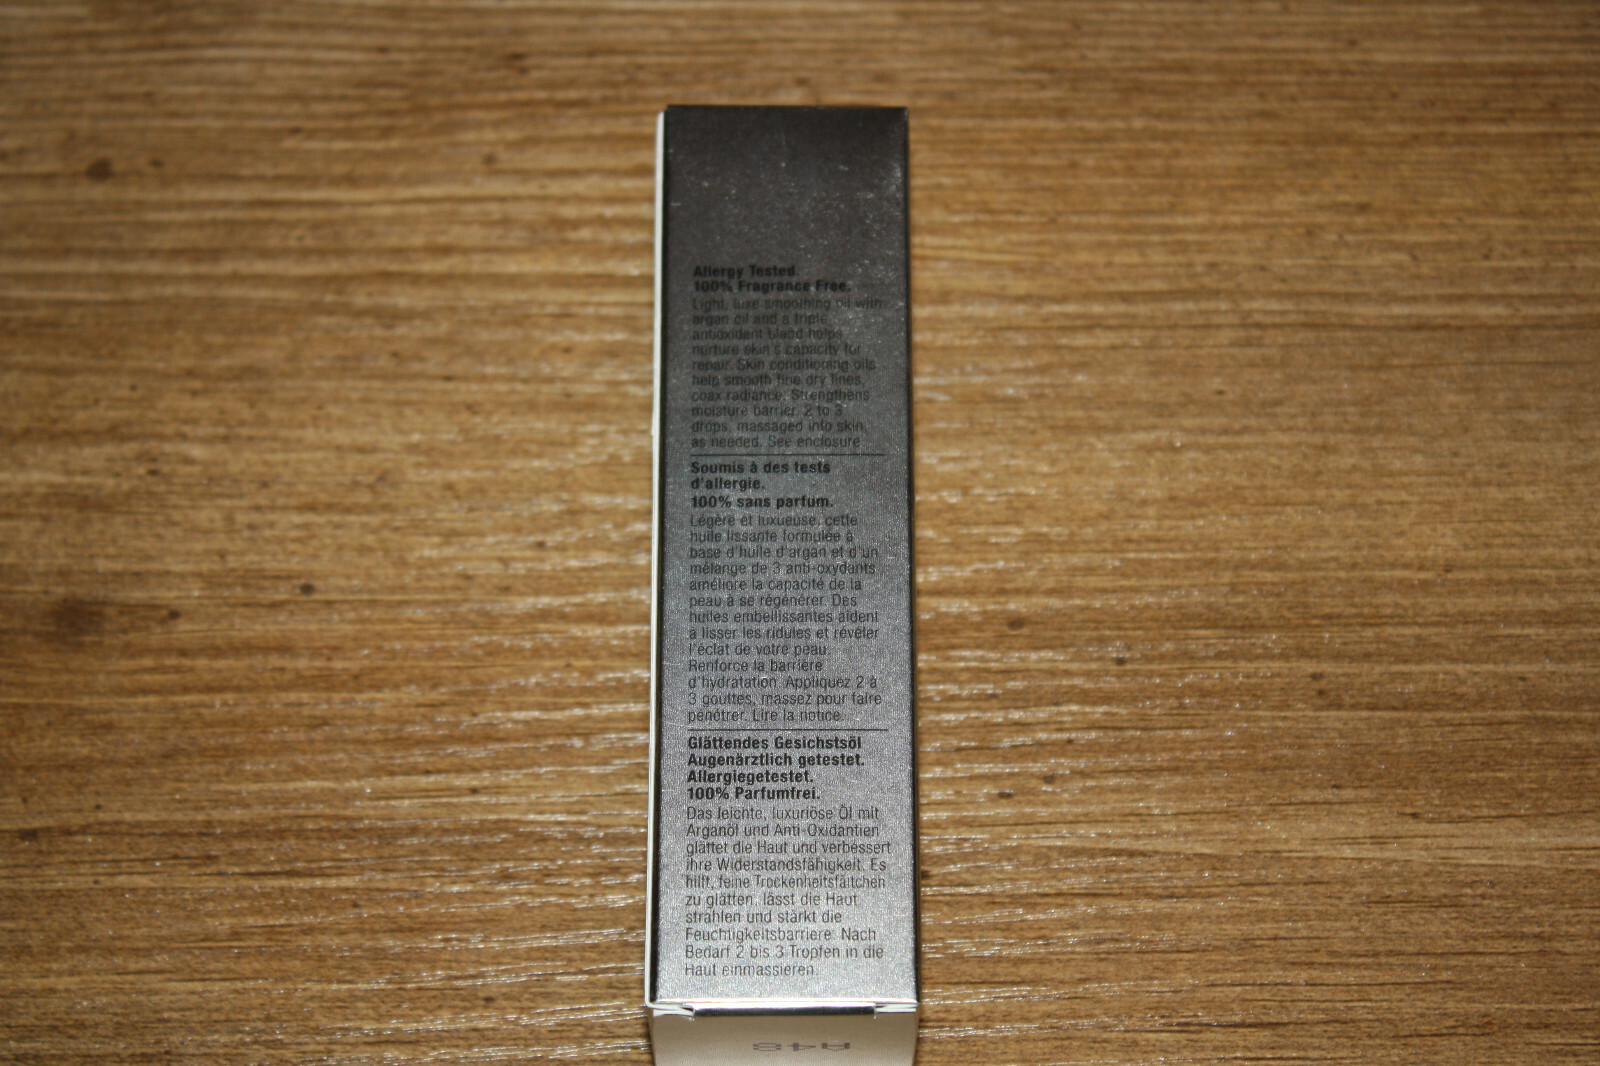 Allergy Tested.
100% Fragrance Free.
Light, luxe smoothing oil with
argan oil and a triple
antioxidant blend helps
nurture skin's capacity for
repair. Skin conditioning oils
help smooth fine dry lines,
coax radiance. Strengthens
moisture barrier. 2 to 3
drops, massaged into skin,
as needed. See enclosure
Soumis à des tests
d'allergie.
100% sans parfum.
Légère et luxueuse, cette
huile lissante formulée à
base d'huile d'argan et d'un
mélange de 3 anti-oxydants
améliore la capacité de la
peau à se régénérer. Des
huiles embellissantes aident
à lisser les ridules et révéler
l'éclat de votre peau.
Renforce la barrière
d'hydratation. Appliquez 2 à
3 gouttes, massez pour faire
pénétrer. Lire la notice.
Glättendes Gesichstsöl
Augenärztlich getestet.
Allergiegetestet.
100% Parfumfrei.
Das leichte, luxuriöse Öl mit
Arganöl und Anti-Oxidantien
glättet die Haut und verbessert
ihre Widerstandsfähigkeit. Es
hilft, feine Trockenheitsfältchen
zu glätten, lässt die Haut
strahlen und stärkt die
Feuchtigkeitsbarriere. Nach
Bedarf 2 bis 3 Tropfen in die
Haut einmassieren.
A48